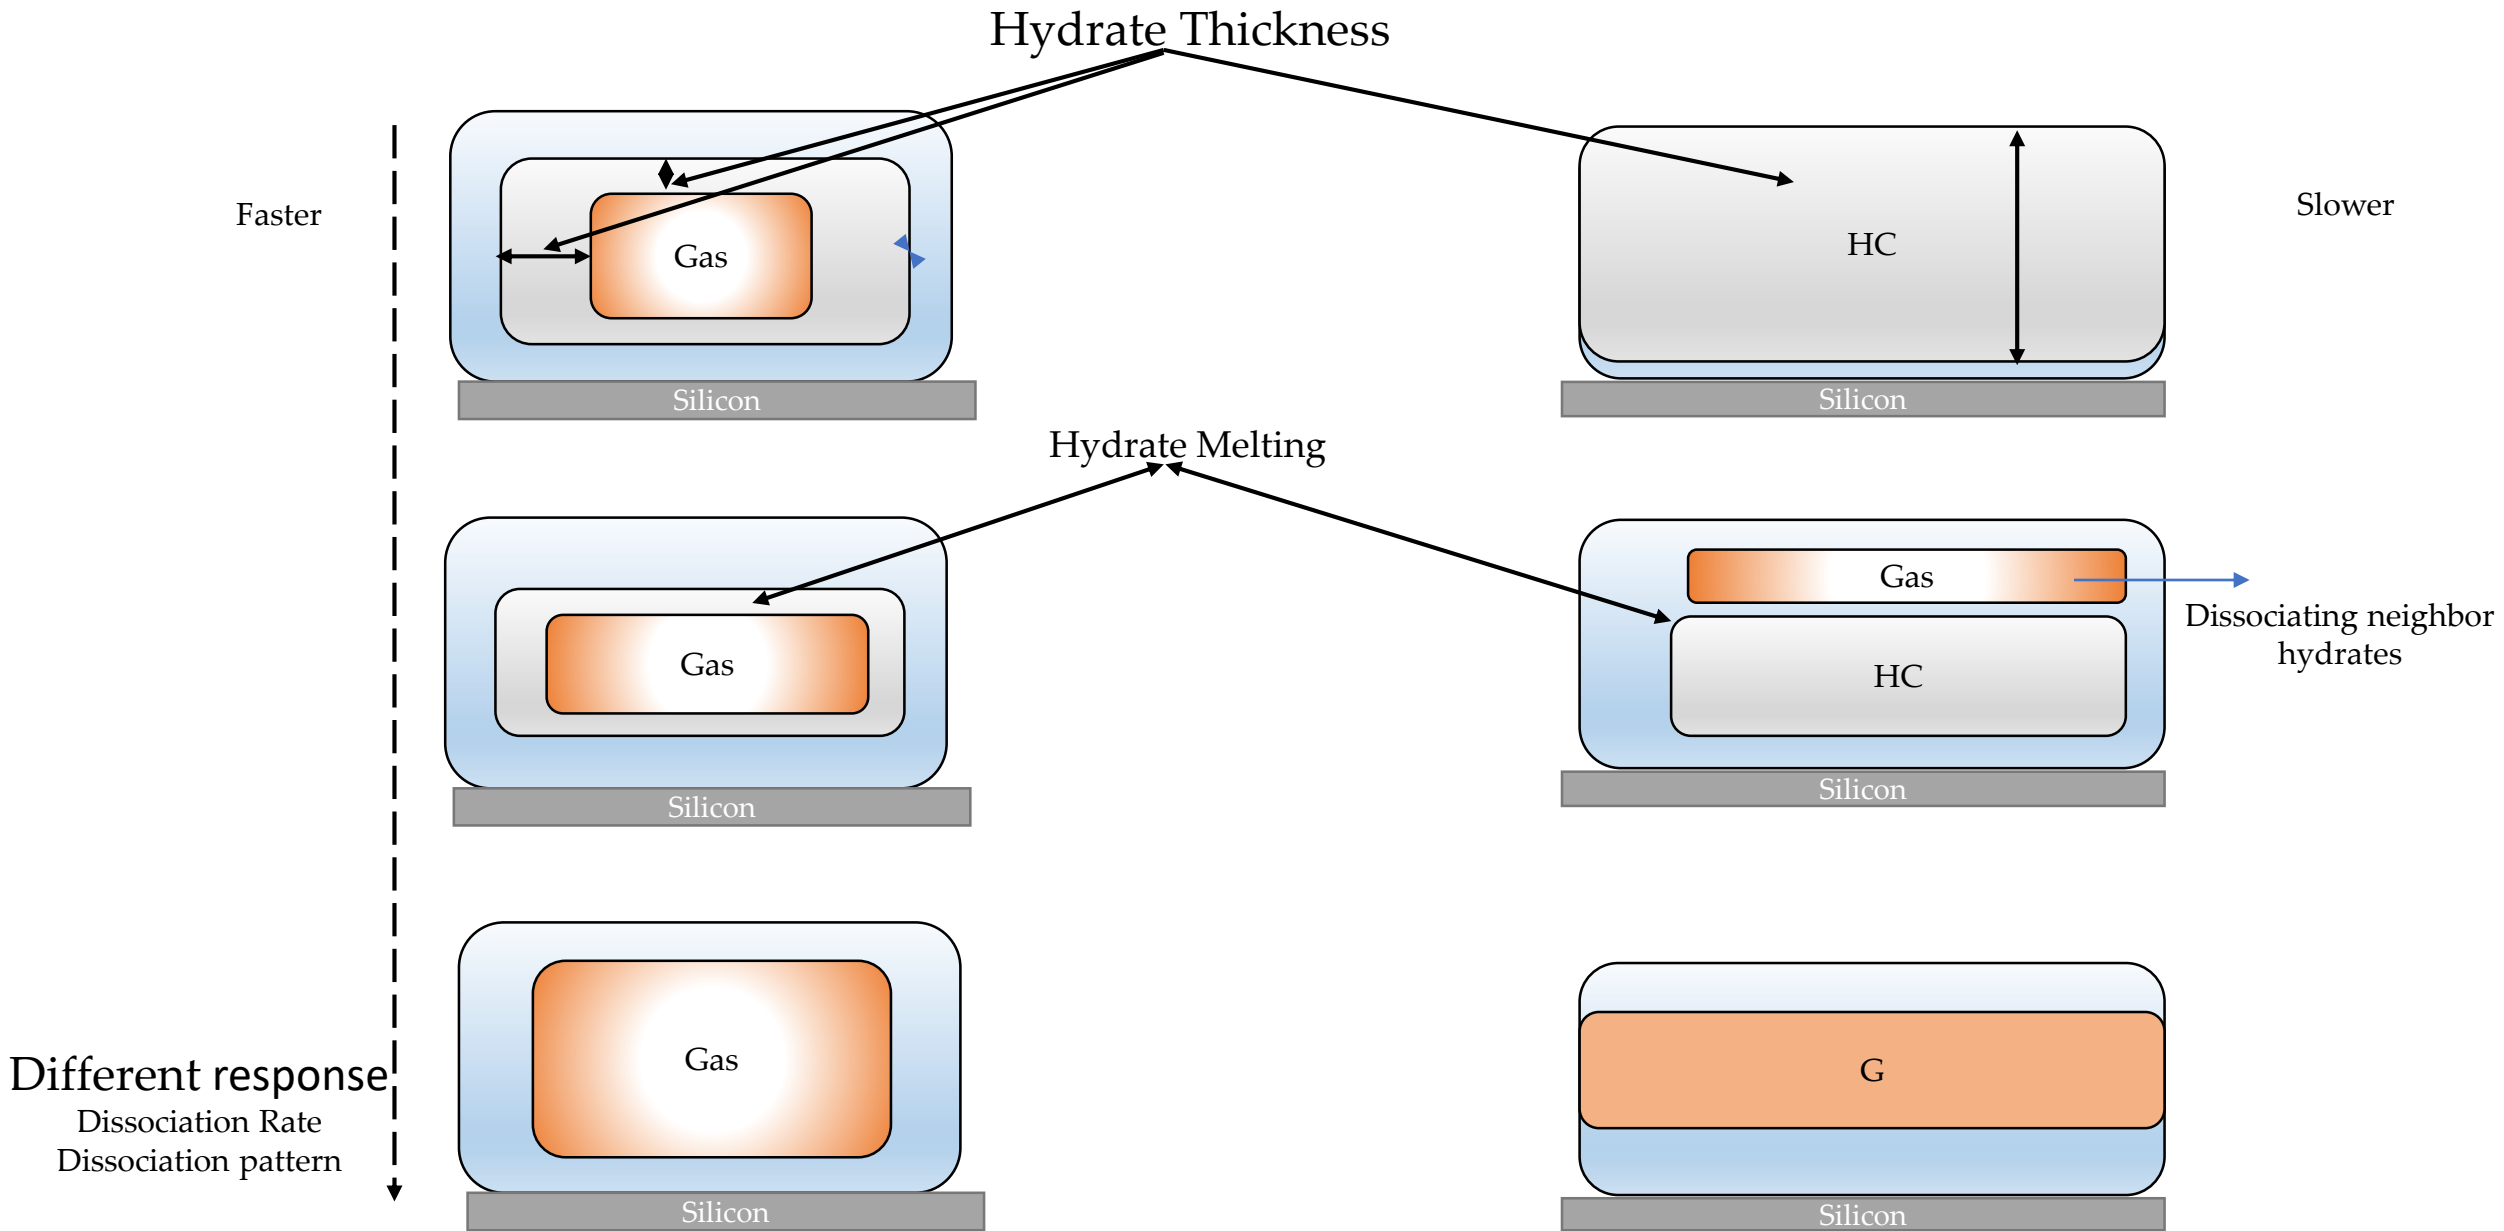 Hydrate Thickness
Faster
Gas
HC
Slower
Silicon
Silicon
Hydrate Melting
Gas
Gas
HC
Dissociating neighbor
hydrates
Silicon
Silicon
Different response
Dissociation Rate
Dissociation pattern
Gas
G
Silicon
Silicon